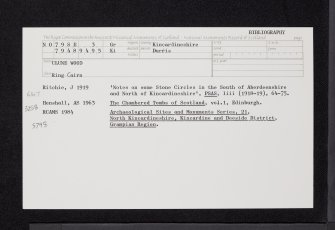 BIBLIOGRAPHY
NO79SE 3 Gr Kincardineshire
79489495 Ki Durris
CLUNE WOOD
Ring Cairn
Ritchie, J 1919 'Notes on some Stone Circles in the South of Aberdeenshire
and North of Kincardineshire', PSAS, liii (1918-19), 64-75.
Henshall, AS 1963 The Chambered Tombs of Scotland, vol.1, Edinburgh.
RCAMS 1984 Archaeological Sites and Monuments Series, 21,
North Kincardineshire, Kincardine and Deeside District,
Grampian Region.